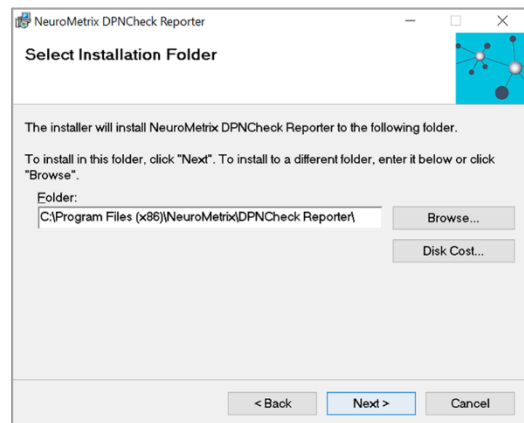 NeuroMetrix DPNCheck Reporter
Select Installation Folder
The installer will install NeuroMetrix DPNCheck Reporter to the following folder.
To install in this folder, click "Next". To install to a different folder, enter it below or click
"Browse".
Folder:
C:\Program Files (x86)\NeuroMetrix\DPNCheck Reporter\
Browse...
Disk Cost...
< Back
Next >
Cancel